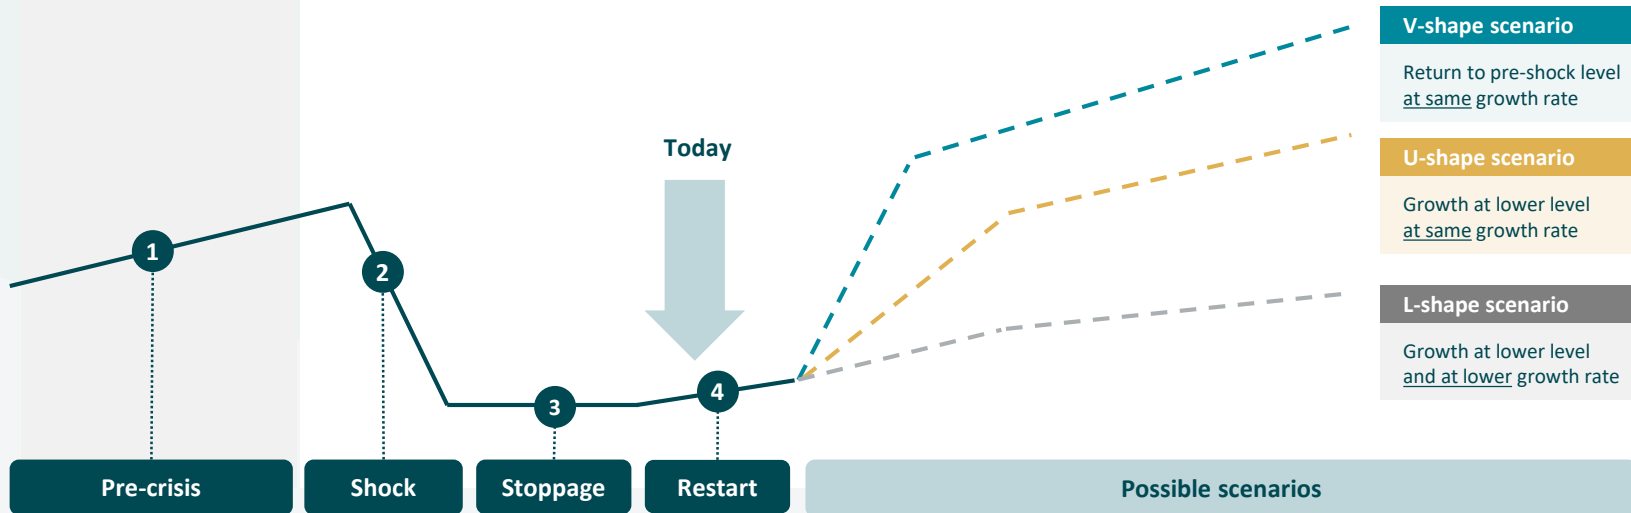 V-shape scenario
Return to pre-shock level
at same growth rate
Today
U-shape scenario
Growth at lower level
at same growth rate
1
2
L-shape scenario
Growth at lower level
and at lower growth rate
3
4
Pre-crisis
Shock
Stoppage
Restart
Possible scenarios